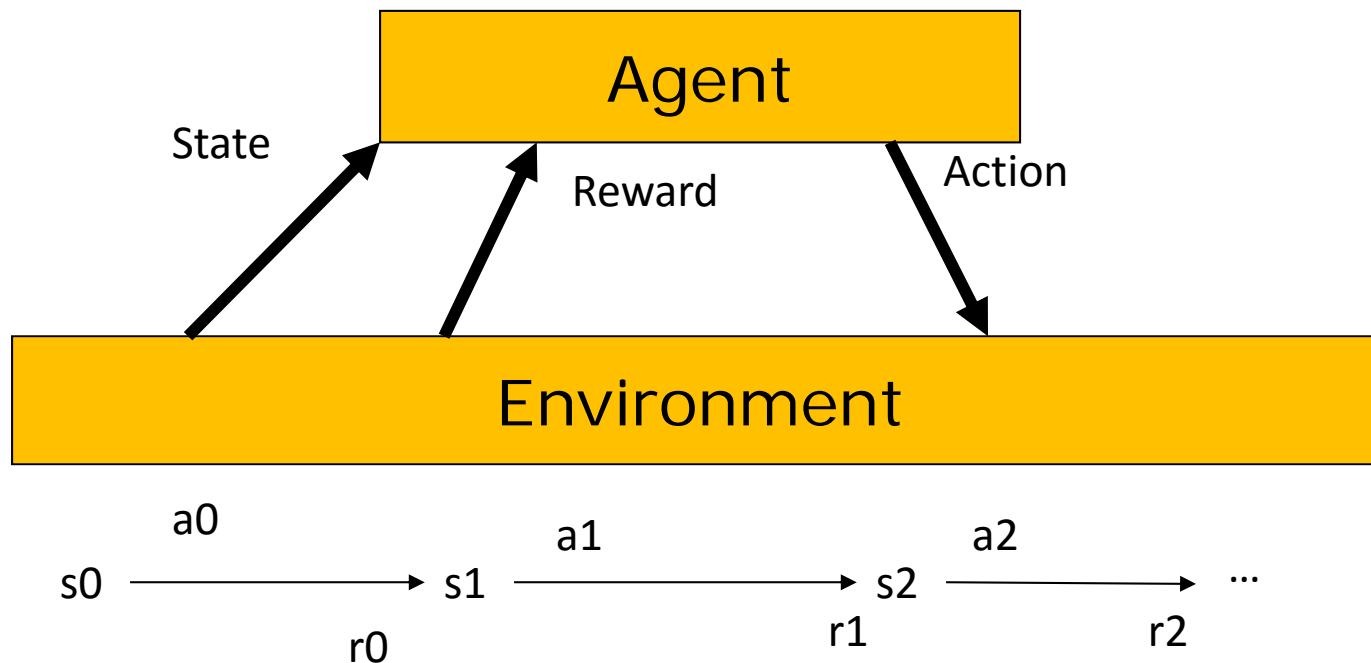 Agent
State
Reward
Action
Environment
a0
a1
a2
s0
s1
s2
...
r0
r1
r2